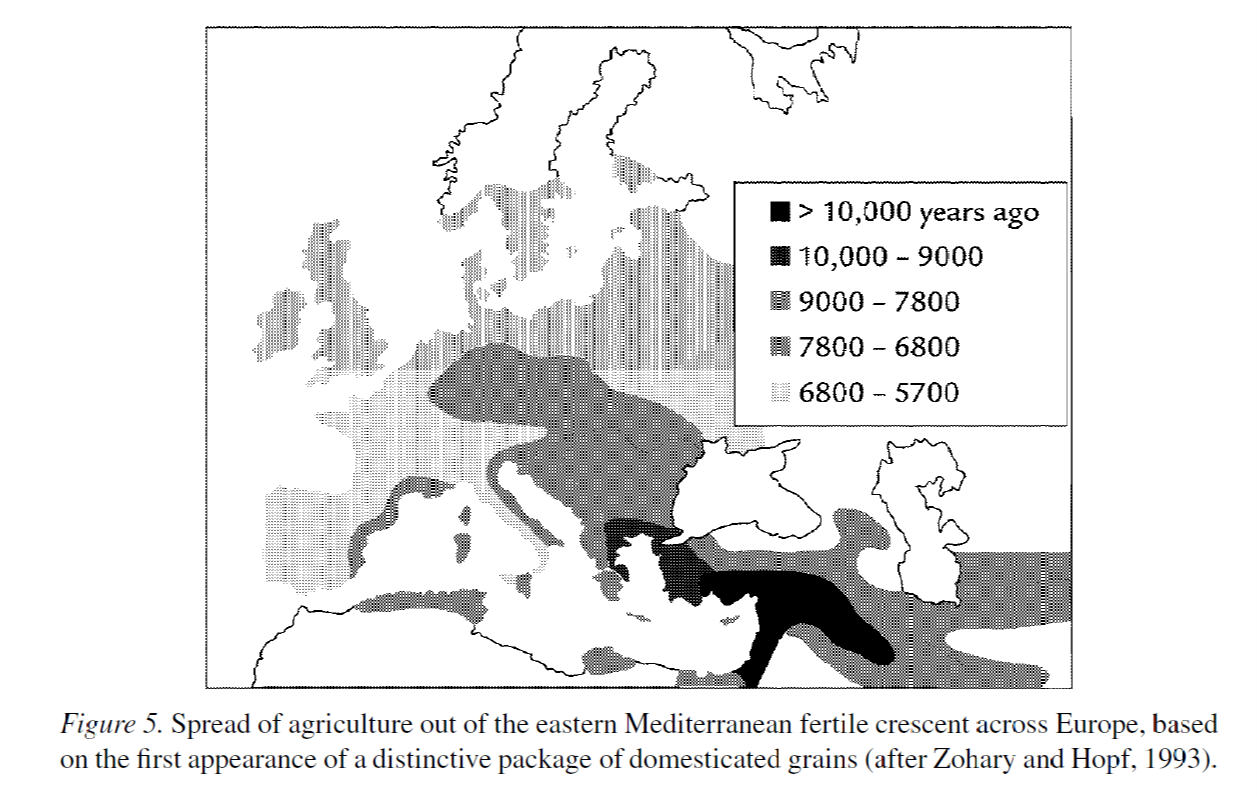 > 10,000 years ago
10,000 – 9000
9000 – 7800
7800 – 6800
6800 – 5700
Figure 5. Spread of agriculture out of the eastern Mediterranean fertile crescent across Europe, based
on the first appearance of a distinctive package of domesticated grains (after Zohary and Hopf, 1993).